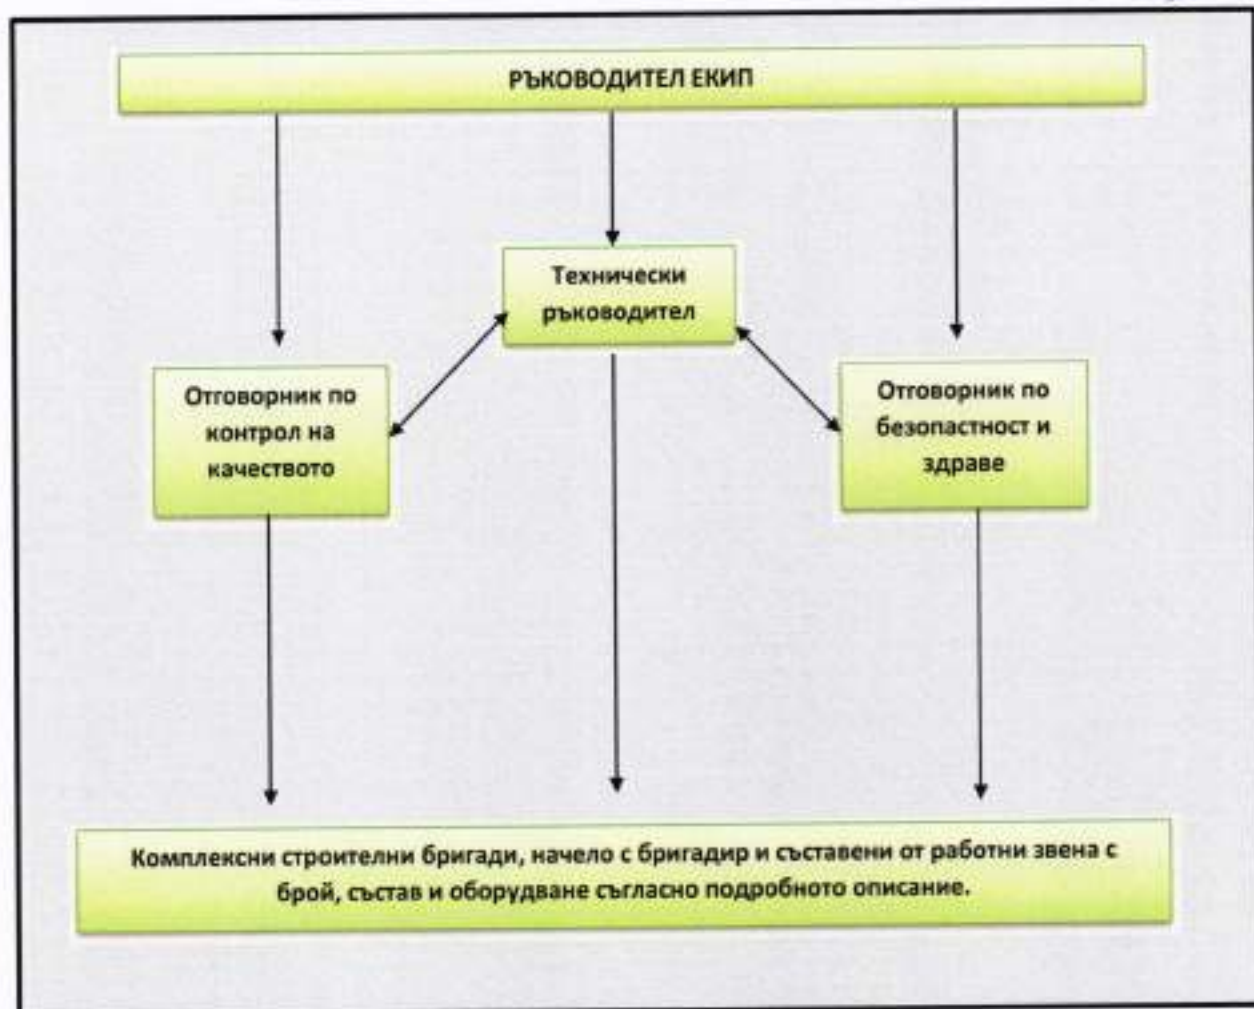 РЪКОВОДИТЕЛ ЕКИП
Технически
ръководител
Отговорник по
контрол на
качеството
Отговорник по
безопастност и
здраве
Комплексни строителни бригади, начело с бригадир и съставени от работни звена с
брой, състав и оборудване съгласно подробното описание.